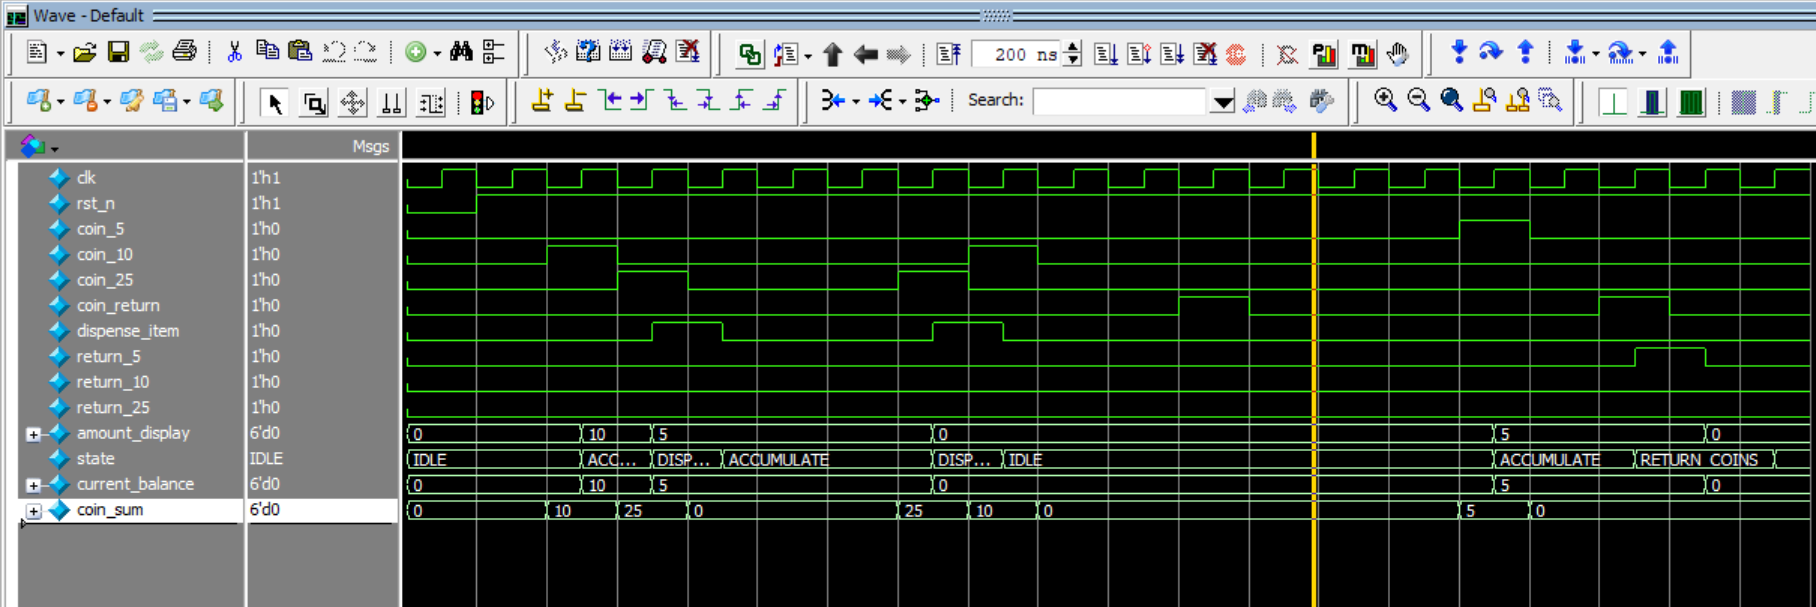 Wave - Default
200 ns
Search:
Msgs
clk 1'h1
rst_n 1'h1
coin_5 1'h0
coin_10 1'h0
coin_25 1'h0
coin_return 1'h0
dispense_item 1'h0
return_5 1'h0
return_10 1'h0
return_25 1'h0
amount_display 6'd0 0 10 5 0 5 0
state IDLE IDLE ACC... DISP... ACCUMULATE DISP... IDLE ACCUMULATE RETURN_COINS
current_balance 6'd0 0 10 5 0 5 0
coin_sum 6'd0 0 10 25 0 25 10 0 5 0